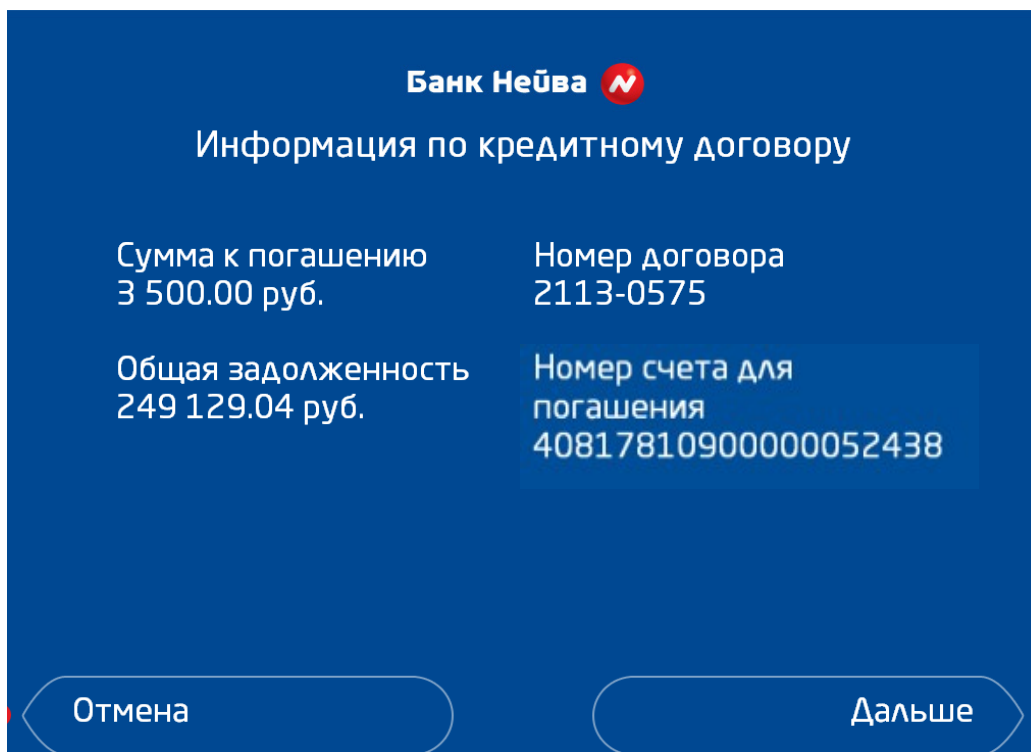 Банк Нейва
Информация по кредитному договору
Сумма к погашению
3 500.00 руб.
Номер договора
2113-0575
Общая задолженность
249 129.04 руб.
Номер счета для
погашения
40817810900000052438
Отмена
Дальше